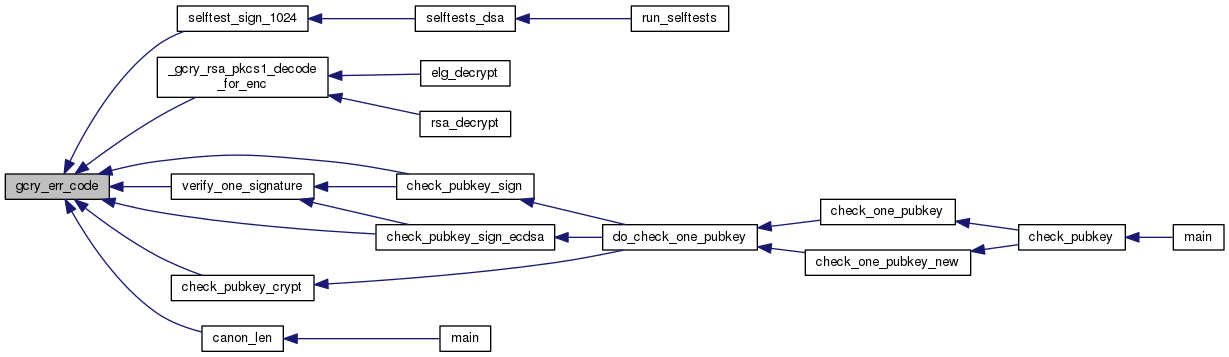 selftest_sign_1024
selftests_dsa
run_selftests
_gcry_rsa_pkcs1_decode
_for_enc
elg_decrypt
rsa_decrypt
gcry_err_code
verify_one_signature
check_pubkey_sign
check_pubkey_sign_ecdsa
do_check_one_pubkey
check_one_pubkey
check_pubkey
main
check_one_pubkey_new
check_pubkey_crypt
canon_len
main